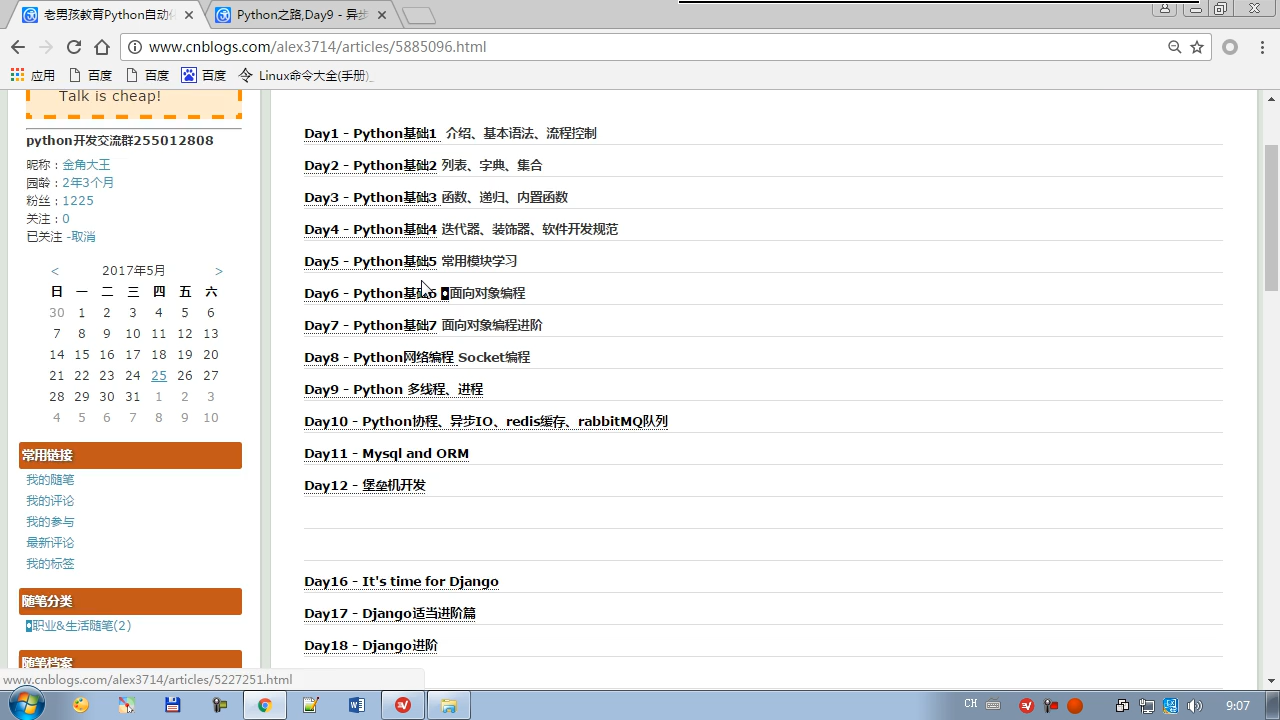 老男孩教育Python自动化
Python之路,Day9 - 异步
www.cnblogs.com/alex3714/articles/5885096.html
应用 百度 百度 百度 Linux命令大全(手册)_
Talk is cheap!
python开发交流群255012808
昵称：金角大王
园龄：2年3个月
粉丝：1225
关注：0
已关注 -取消
< 2017年5月 >
日 一 二 三 四 五 六
30 1 2 3 4 5 6
7 8 9 10 11 12 13
14 15 16 17 18 19 20
21 22 23 24 25 26 27
28 29 30 31 1 2 3
4 5 6 7 8 9 10
常用链接
我的随笔
我的评论
我的参与
最新评论
我的标签
随笔分类
职业&生活随笔(2)
随笔档案
Day1 - Python基础1 介绍、基本语法、流程控制
Day2 - Python基础2 列表、字典、集合
Day3 - Python基础3 函数、递归、内置函数
Day4 - Python基础4 迭代器、装饰器、软件开发规范
Day5 - Python基础5 常用模块学习
Day6 - Python基础6 面向对象编程
Day7 - Python基础7 面向对象编程进阶
Day8 - Python网络编程 Socket编程
Day9 - Python 多线程、进程
Day10 - Python协程、异步IO、redis缓存、rabbitMQ队列
Day11 - Mysql and ORM
Day12 - 堡垒机开发
Day16 - It's time for Django
Day17 - Django适当进阶篇
Day18 - Django进阶
www.cnblogs.com/alex3714/articles/5227251.html
CH 9:07